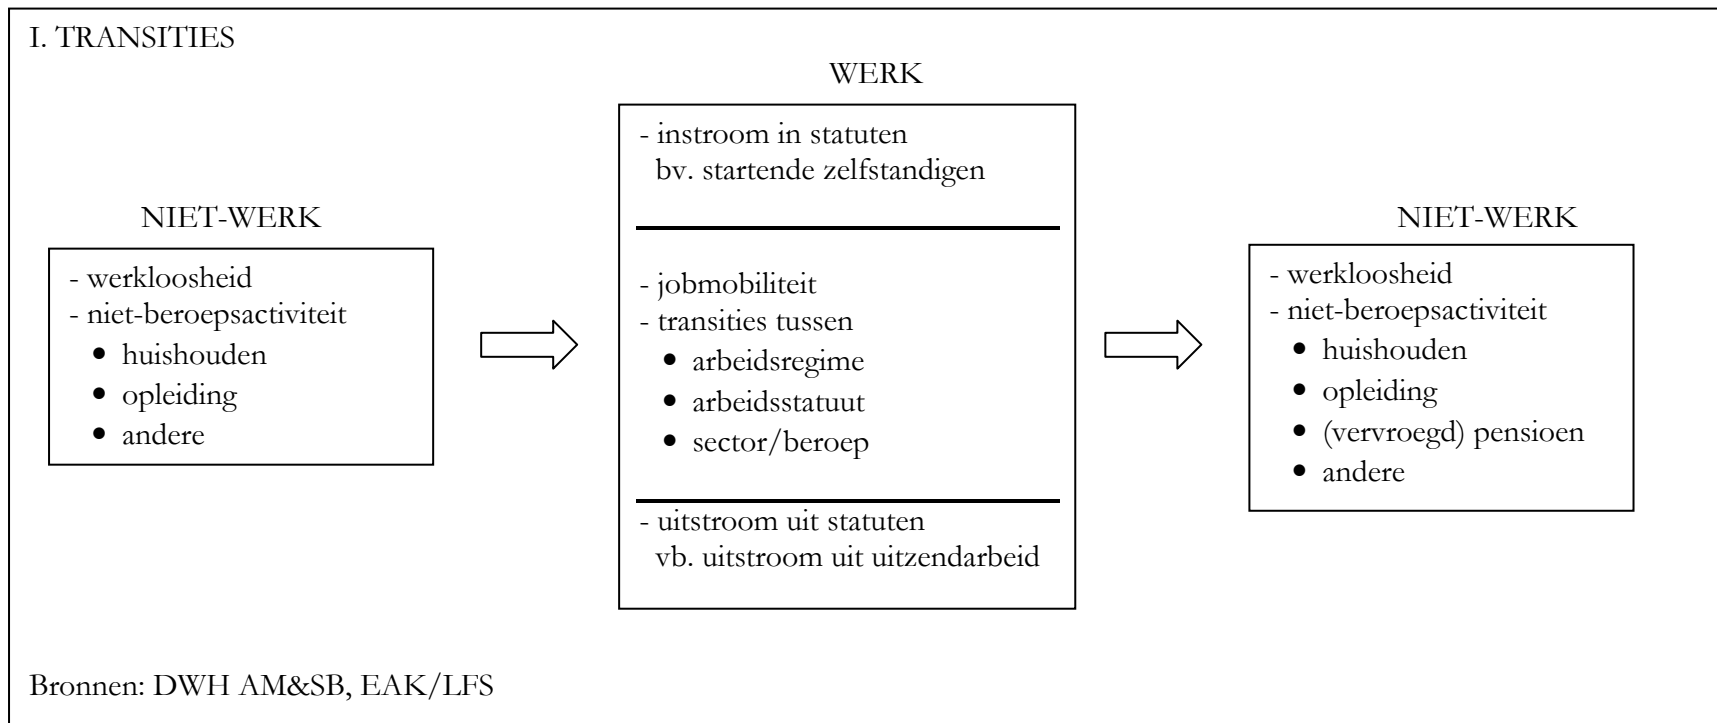 I. TRANSITIES
NIET-WERK
- werkloosheid
- niet-beroepsactiviteit
• huishouden
• opleiding
• andere
WERK
- instroom in statuten
bv. startende zelfstandigen
- jobmobiliteit
- transities tussen
• arbeidsregime
• arbeidsstatuut
• sector/beroep
- uitstroom uit statuten
vb. uitstroom uit uitzendarbeid
NIET-WERK
- werkloosheid
- niet-beroepsactiviteit
• huishouden
• opleiding
• (vervroegd) pensioen
• andere
Bronnen: DWH AM&SB, EAK/LFS